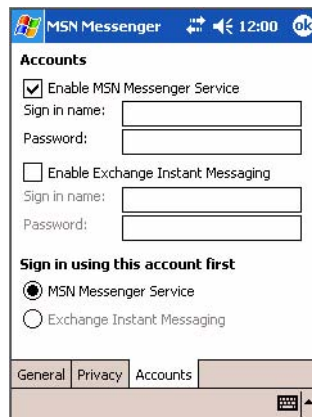 MSN Messenger 12:00 ok
Accounts
Enable MSN Messenger Service
Sign in name:
Password:
Enable Exchange Instant Messaging
Sign in name:
Password:
Sign in using this account first
MSN Messenger Service
Exchange Instant Messaging
General Privacy Accounts